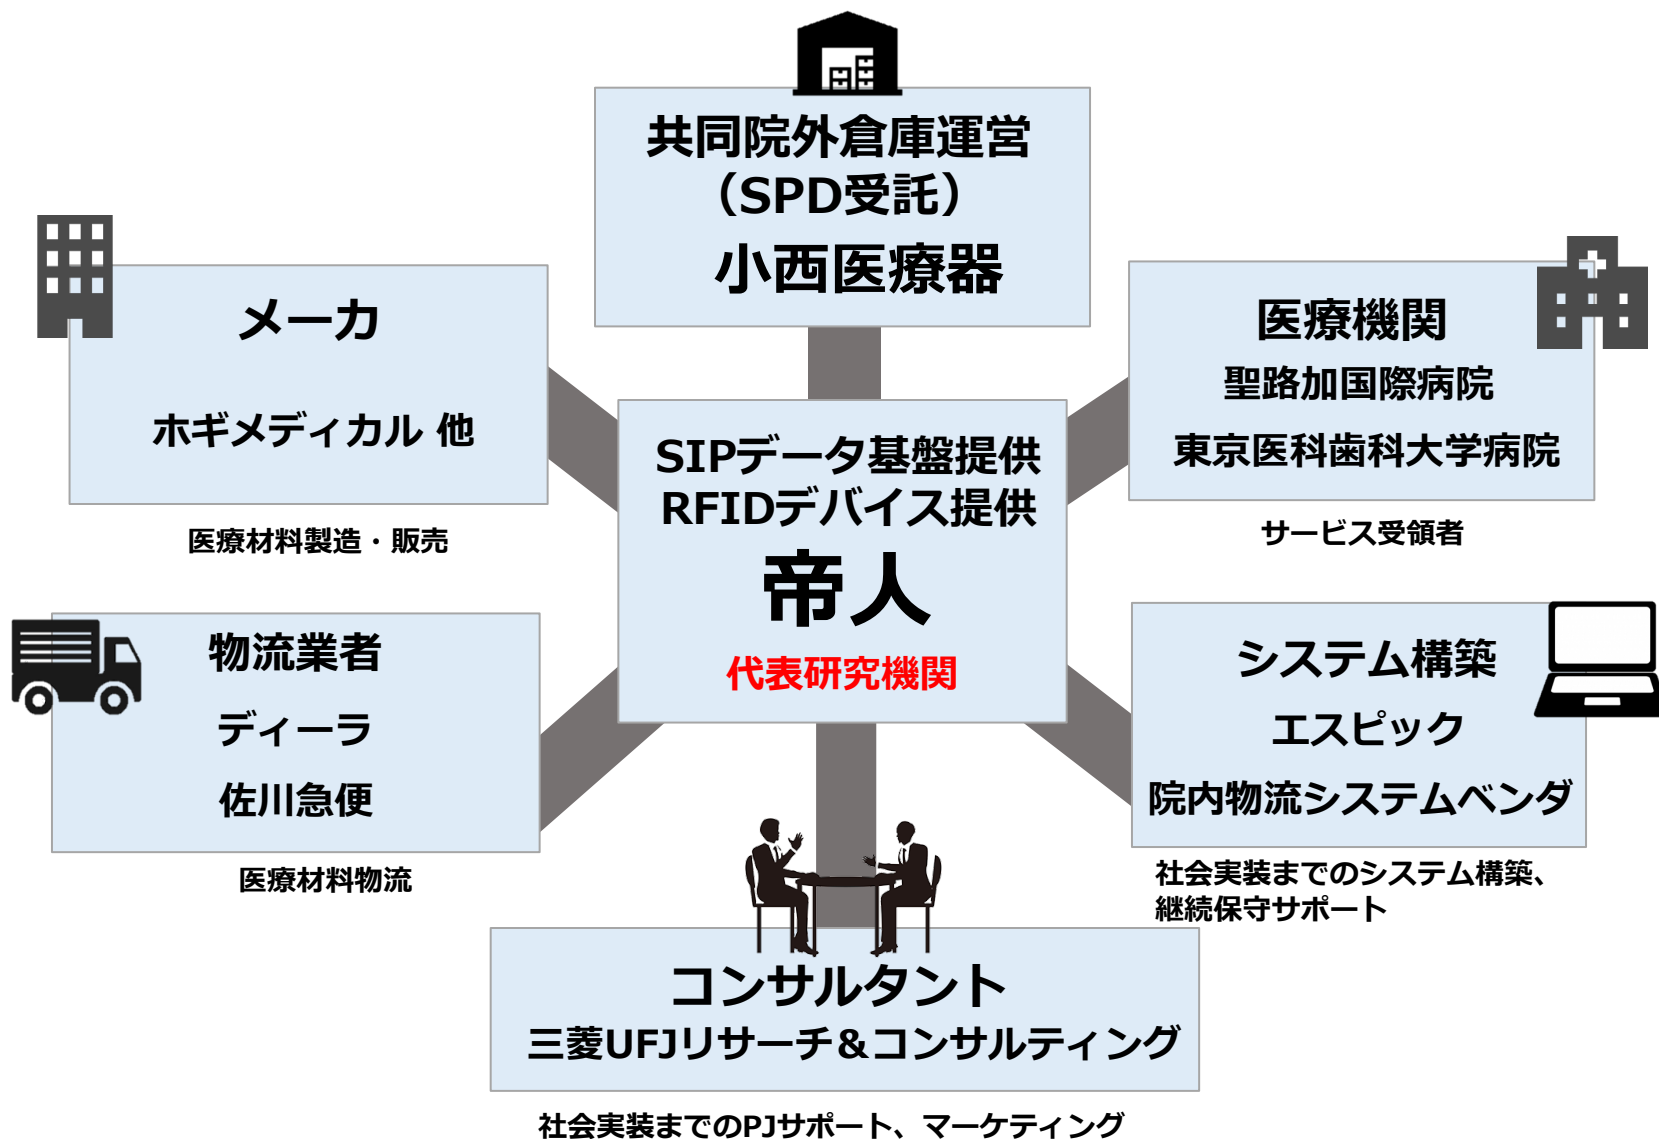 共同院外倉庫運営
（SPD受託）
小西医療器
メーカ
ホギメディカル 他
医療材料製造・販売
医療機関
聖路加国際病院
東京医科歯科大学病院
サービス受領者
SIPデータ基盤提供
RFIDデバイス提供
帝人
代表研究機関
物流業者
ディーラ
佐川急便
医療材料物流
システム構築
エスピック
院内物流システムベンダ
社会実装までのシステム構築、
継続保守サポート
コンサルタント
三菱UFJリサーチ&コンサルティング
社会実装までのPJサポート、マーケティング